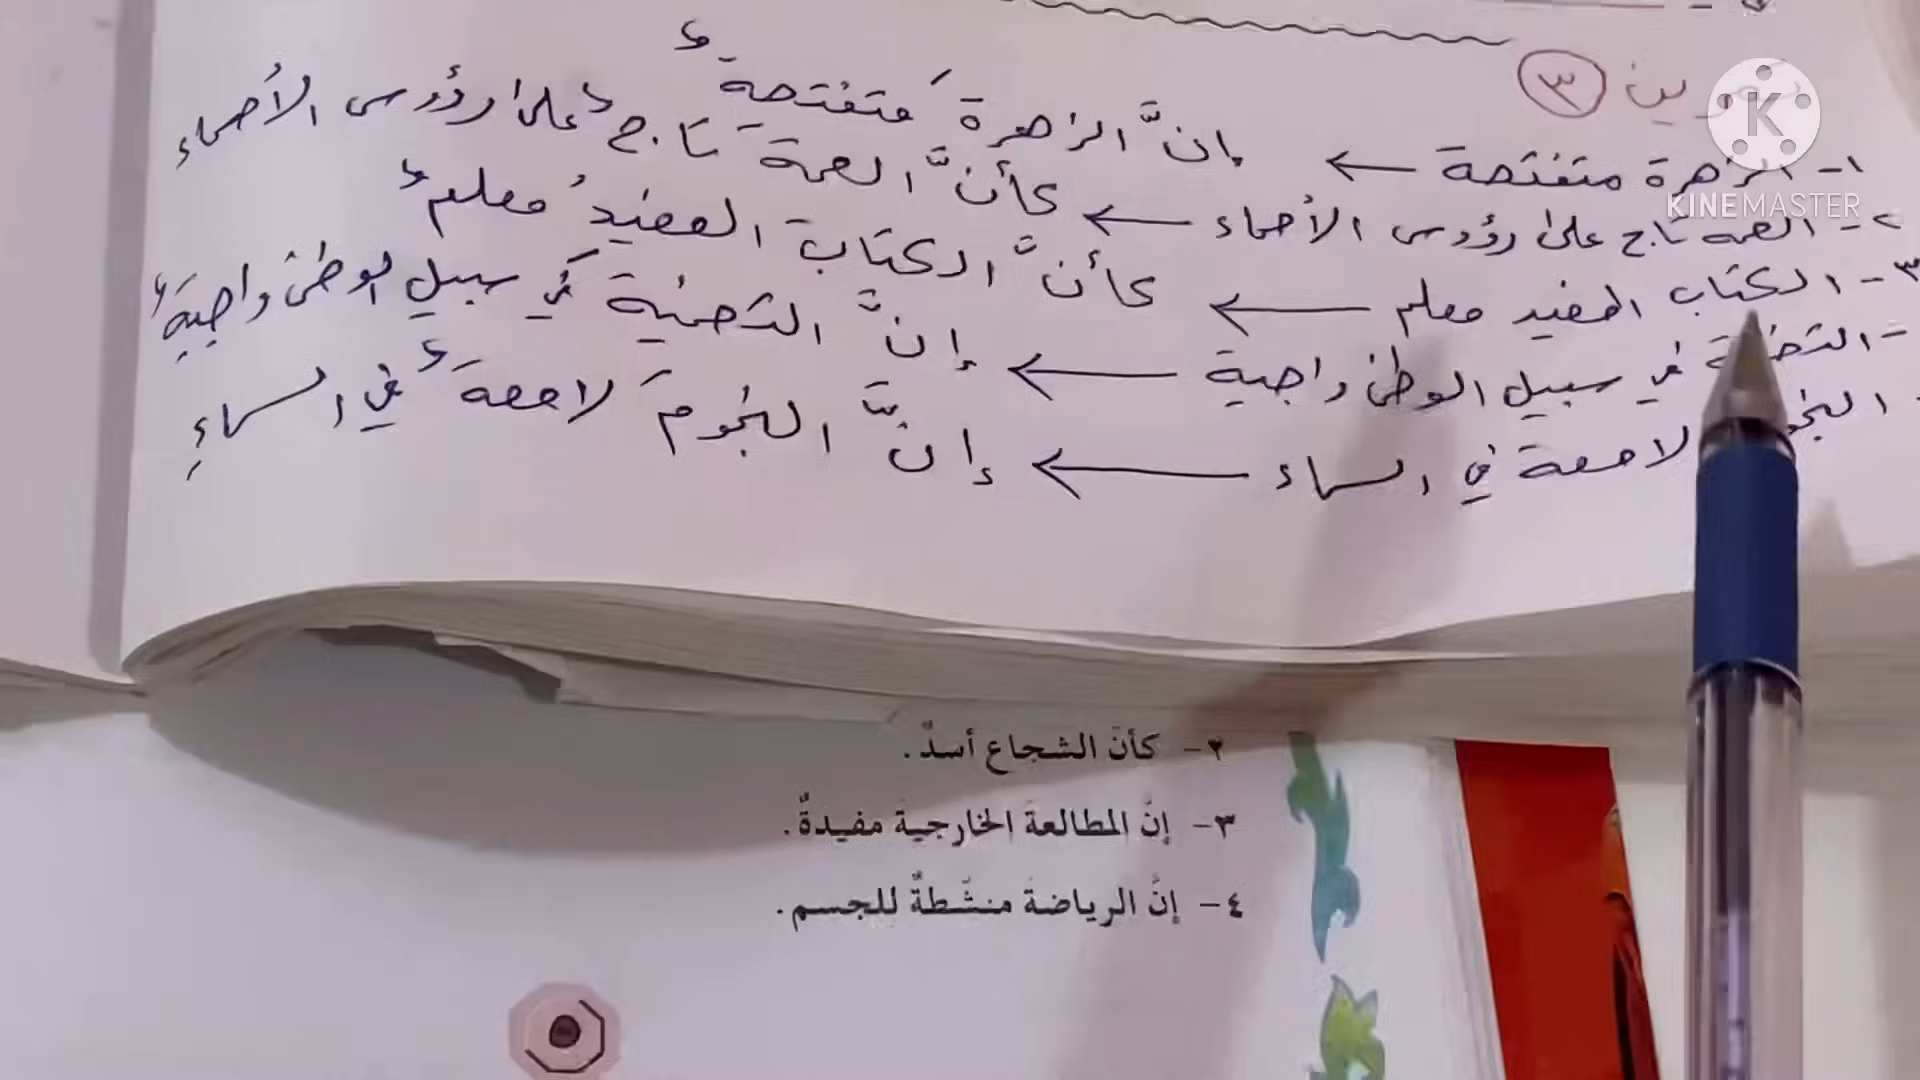 تمرين ٣
١- الزهرة متفتحة ← إنَّ الزهرةَ متفتحةٌ
٢- الصحة تاج على رؤوس الأصحاء ← كأنَّ الصحةَ تاجٌ على رؤوس الأصحاء
٣- الكتاب المفيد معلم ← كأنَّ الكتابَ المفيدُ معلمٌ
- التضحية في سبيل الوطن واجبة ← إنَّ التضحيةَ في سبيلِ الوطنِ واجبةٌ
- النجوم لامعة في السماء ← إنَّ النجومَ لامعةٌ في السماءِ
KINEMASTER
٢- كأنَ الشجاع أسدٌ.
٣- إنَ المطالعةَ الخارجيةَ مفيدةٌ.
٤- إنَّ الرياضةَ منشّطةٌ للجسم.